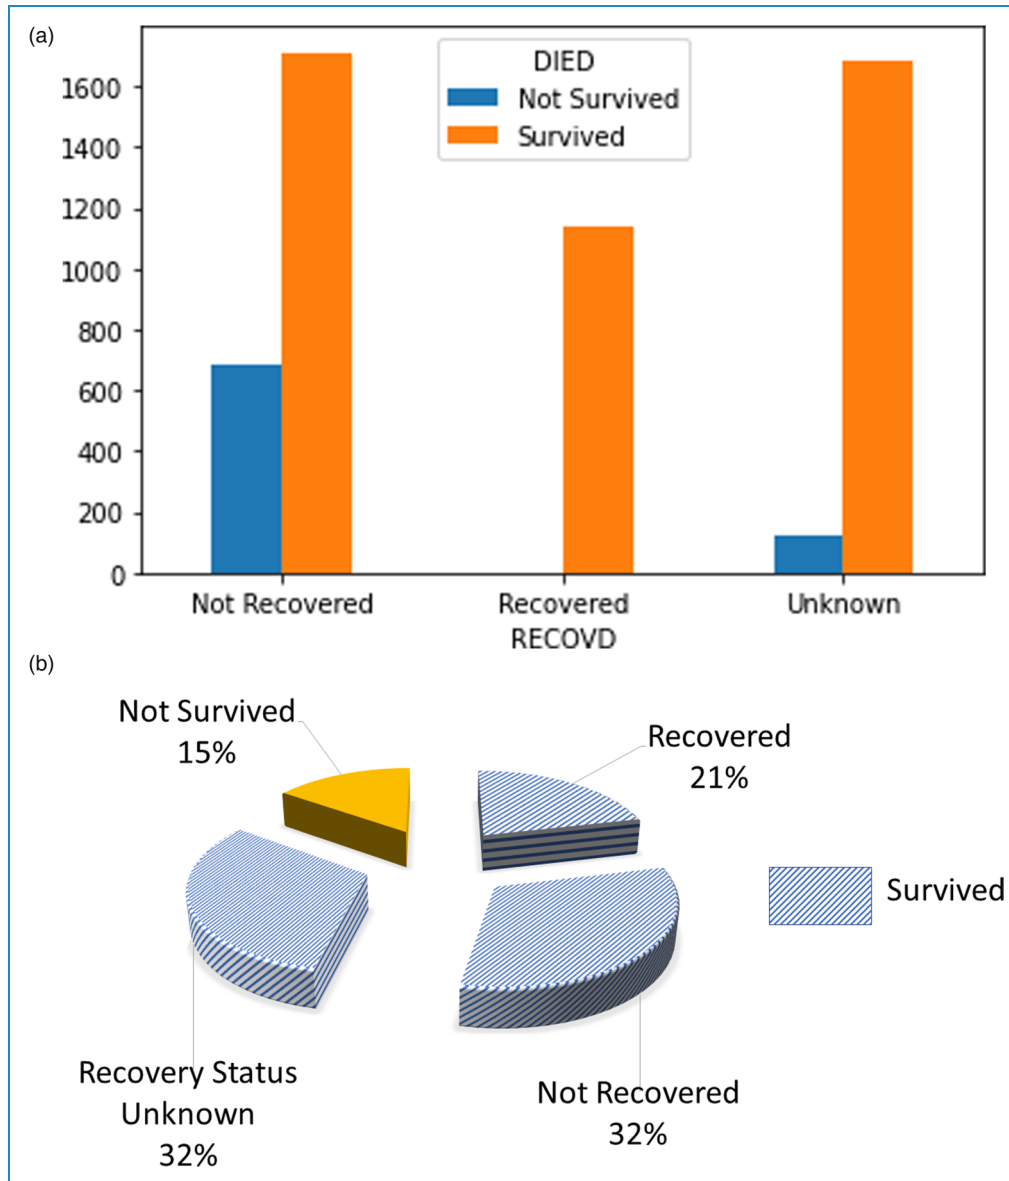 (a)
DIED
Not Survived
Survived
1600
1400
1200
1000
800
600
400
200
0
Not Recovered
Recovered
Unknown
RECOVD
(b)
Not Survived
15%
Recovered
21%
Survived
Recovery Status
Unknown
32%
Not Recovered
32%